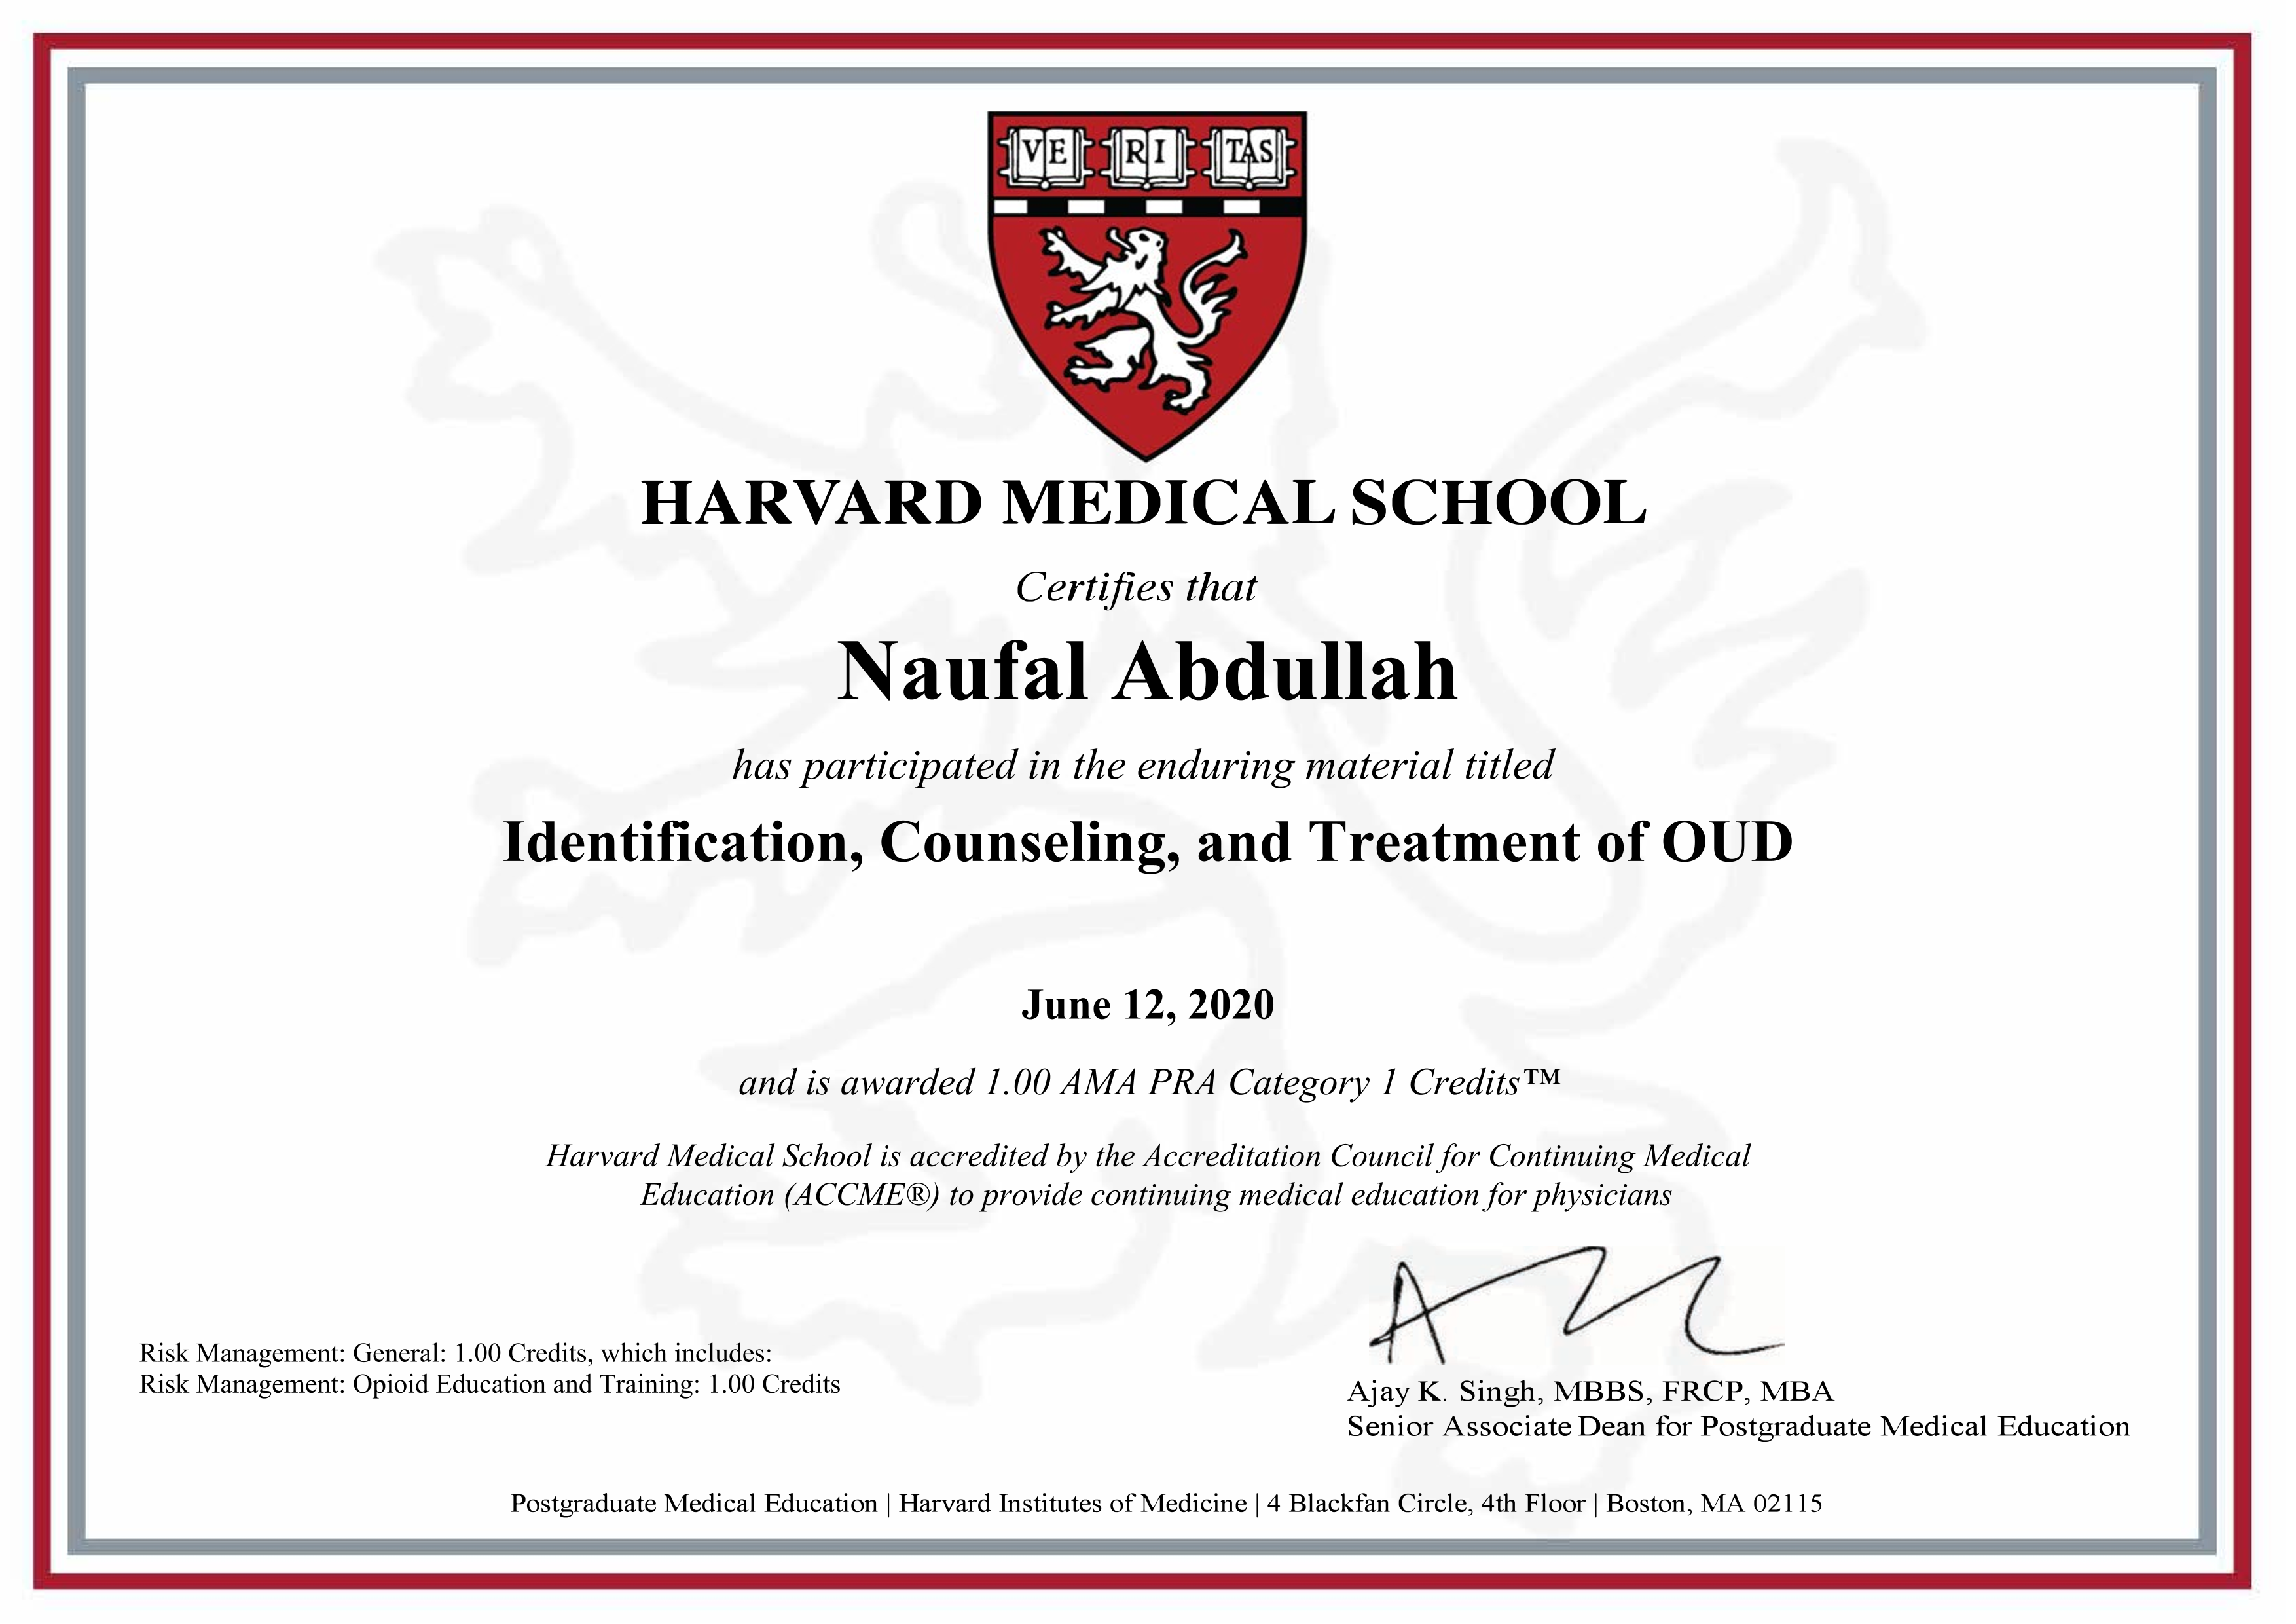 VE RI TAS
HARVARD MEDICAL SCHOOL
Certifies that
Naufal Abdullah
has participated in the enduring material titled
Identification, Counseling, and Treatment of OUD
June 12, 2020
and is awarded 1.00 AMA PRA Category 1 Credits™
Harvard Medical School is accredited by the Accreditation Council for Continuing Medical
Education (ACCME®) to provide continuing medical education for physicians
Risk Management: General: 1.00 Credits, which includes:
Risk Management: Opioid Education and Training: 1.00 Credits
Ajay K. Singh, MBBS, FRCP, MBA
Senior Associate Dean for Postgraduate Medical Education
Postgraduate Medical Education | Harvard Institutes of Medicine | 4 Blackfan Circle, 4th Floor | Boston, MA 02115